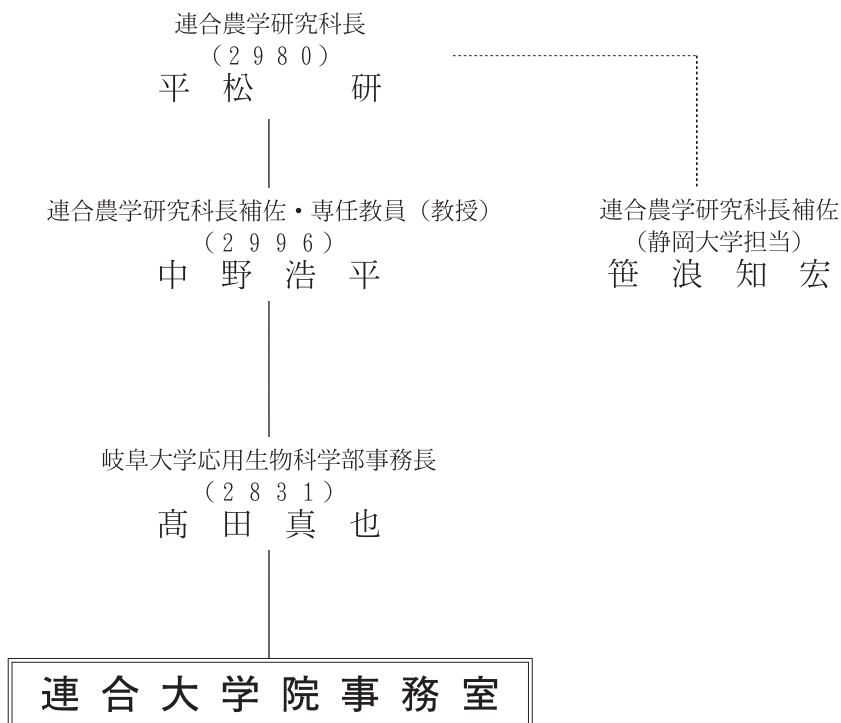 連合農学研究科長
(2980)
平松 研
連合農学研究科長補佐・専任教員(教授)
(2996)
中野浩平
連合農学研究科長補佐
(静岡大学担当)
笹浪知宏
岐阜大学応用生物科学部事務長
(2831)
髙田真也
連合大学院事務室